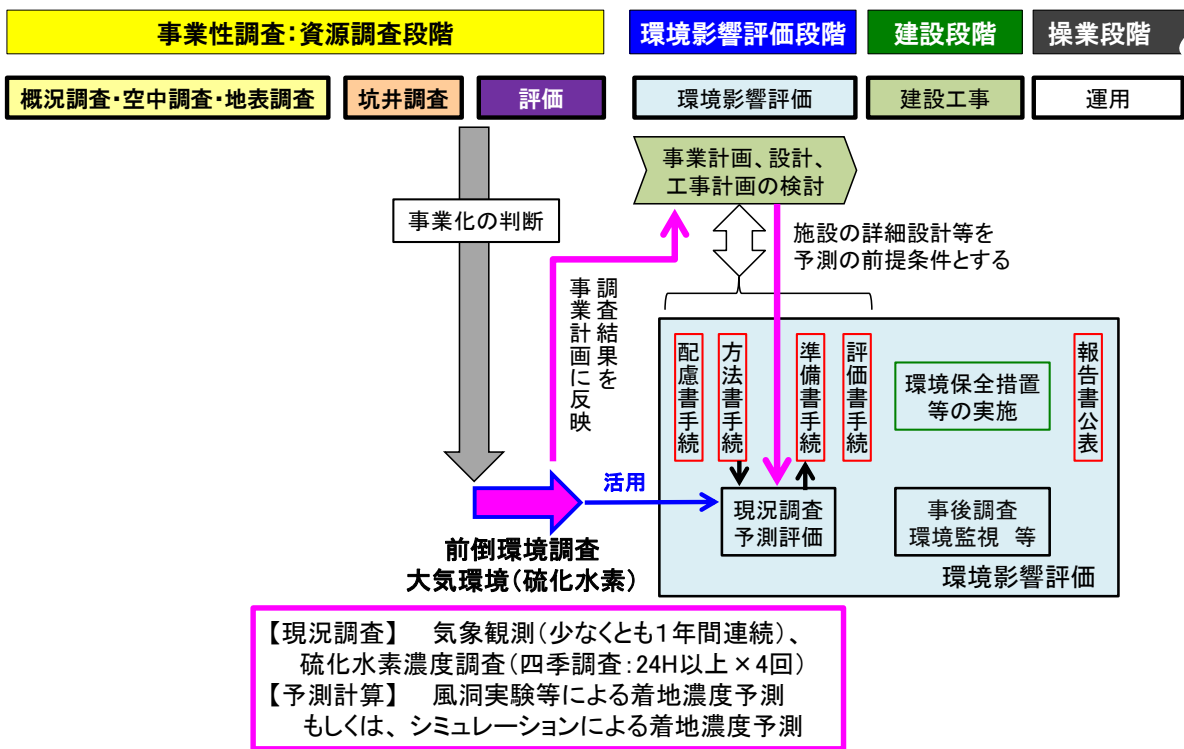 事業性調査:資源調査段階
環境影響評価段階
建設段階
操業段階
概況調査・空中調査・地表調査
坑井調査
評価
環境影響評価
建設工事
運用
事業計画、設計、
工事計画の検討
事業化の判断
施設の詳細設計等を
予測の前提条件とする
調査結果を
事業計画に反映
配慮書手続
方法書手続
準備書手続
評価書手続
環境保全措置
等の実施
報告書公表
活用
現況調査
予測評価
事後調査
環境監視 等
環境影響評価
前倒環境調査
大気環境(硫化水素)
【現況調査】 気象観測(少なくとも1年間連続)、
硫化水素濃度調査(四季調査:24H以上×4回)
【予測計算】 風洞実験等による着地濃度予測
もしくは、シミュレーションによる着地濃度予測